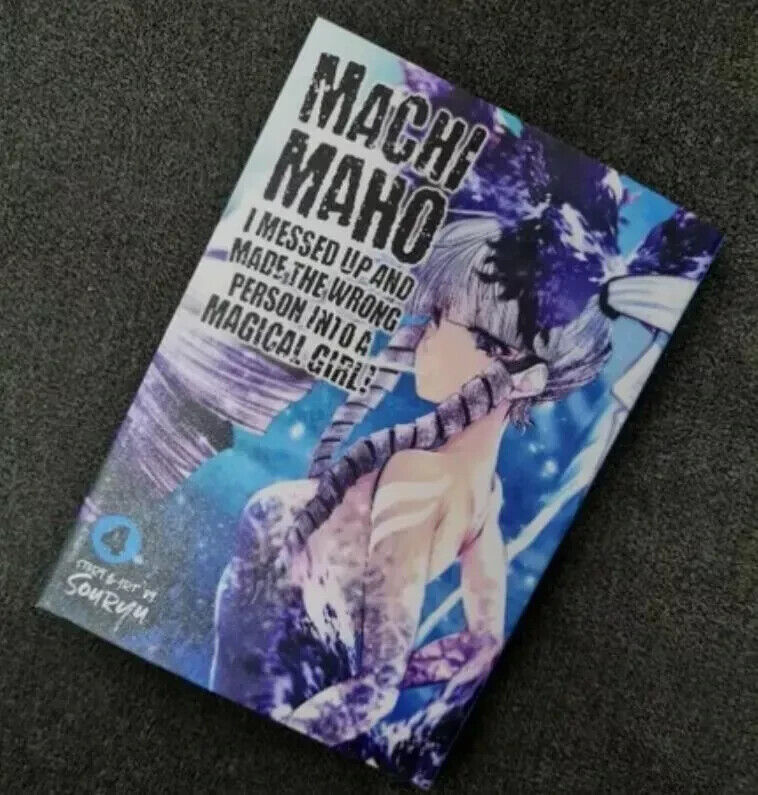 MACHI
MAHO
I MESSED UP AND
MADE THE WRONG
PERSON INTO A
MAGICAL GIRL!
4
STORY & ART BY
SOURYU